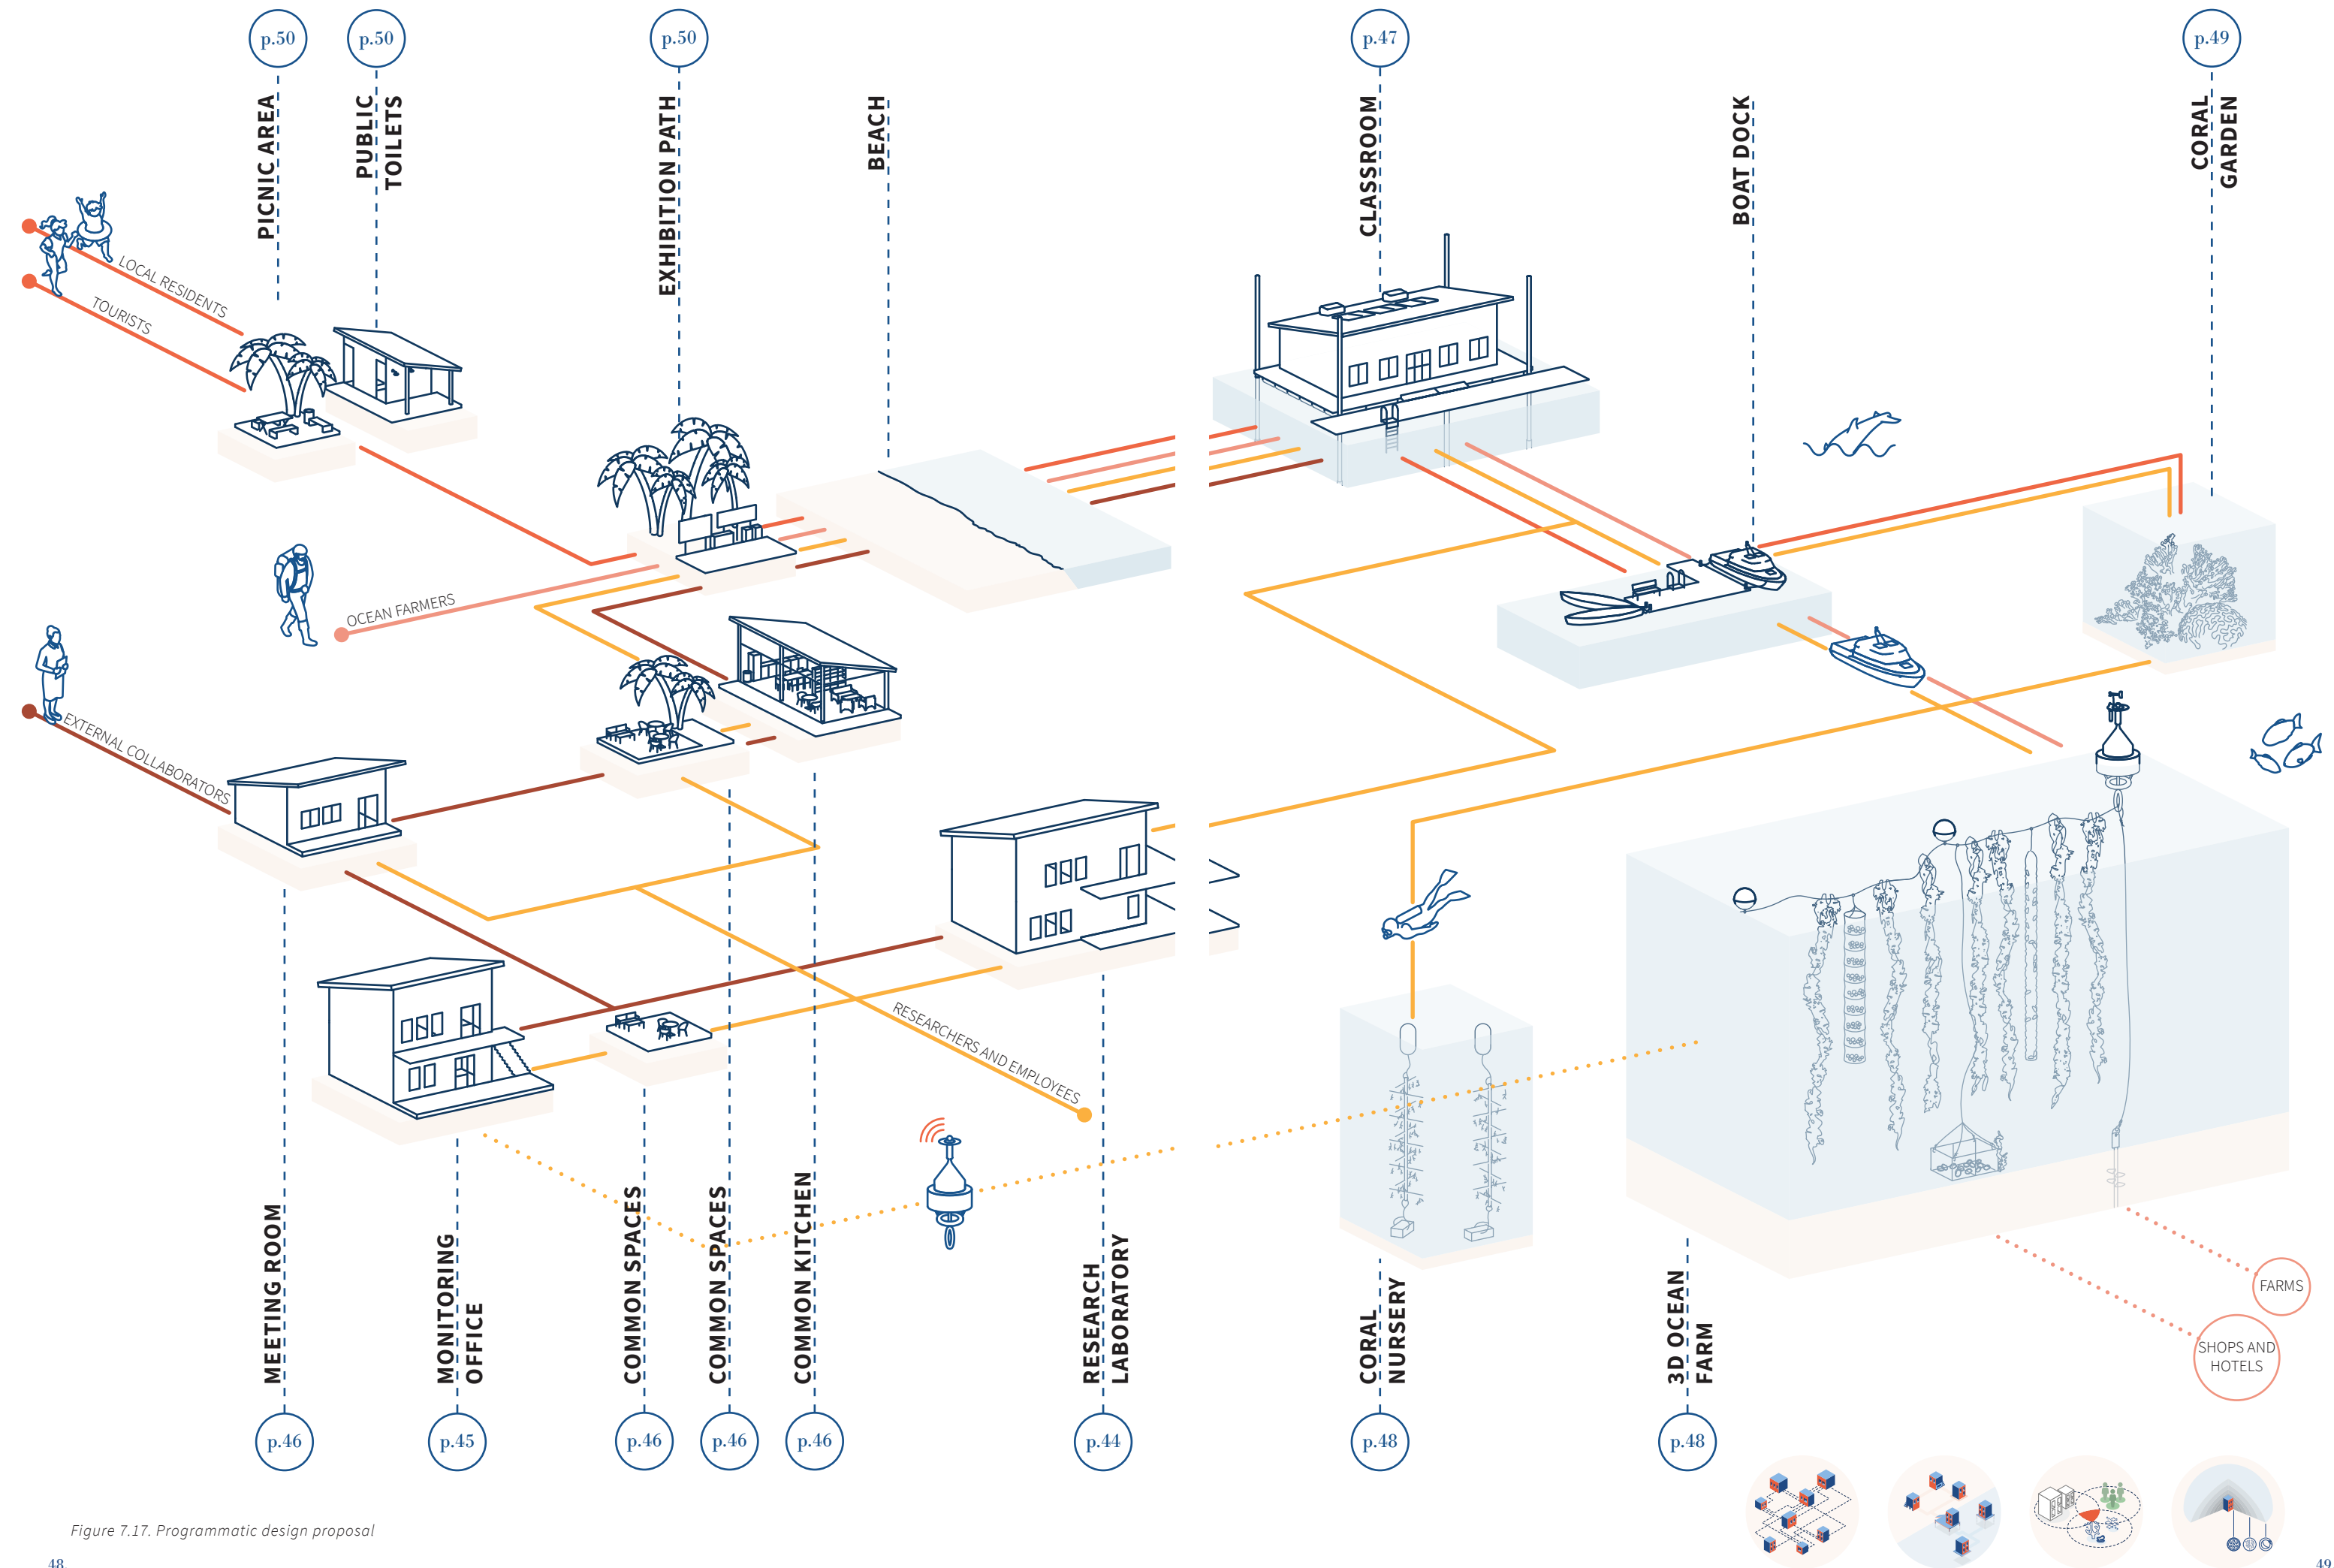 p.50
p.50
p.50
p.47
p.49
PICNIC AREA
PUBLIC
TOILETS
EXHIBITION PATH
BEACH
CLASSROOM
BOAT DOCK
CORAL
GARDEN
LOCAL RESIDENTS
TOURISTS
OCEAN FARMERS
EXTERNAL COLLABORATORS
RESEARCHERS AND EMPLOYEES
MEETING ROOM
MONITORING
OFFICE
COMMON SPACES
COMMON SPACES
COMMON KITCHEN
RESEARCH
LABORATORY
CORAL
NURSERY
3D OCEAN
FARM
FARMS
SHOPS AND
HOTELS
p.46
p.45
p.46
p.46
p.46
p.44
p.48
p.48
Figure 7.17. Programmatic design proposal
48
49